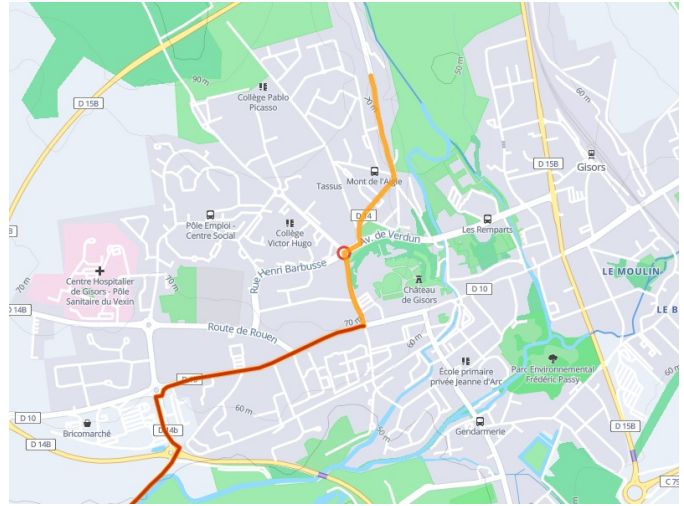 90 m
D 15B
Collège Pablo
Picasso
70 m
50 m
60 m
D 15B
Gisors
Mont de l'Aigle
Tassus
Pôle Emploi -
Centre Social
Collège
Victor Hugo
D 14
Av. de Verdun
Les Remparts
Rue Henri Barbusse
Centre Hospitalier
de Gisors - Pôle
Sanitaire du Vexin
70 m
70 m
Château
de Gisors
D 10
LE MOULIN
D 14B
LE B
Route de Rouen
70 m
60 m
École primaire
privée Jeanne d'Arc
Parc Environnemental
Frédéric Passy
60 m
D 10
60 m
Bricomarché
D 14b
D 14B
50 m
Gendarmerie
D 15B
C 79